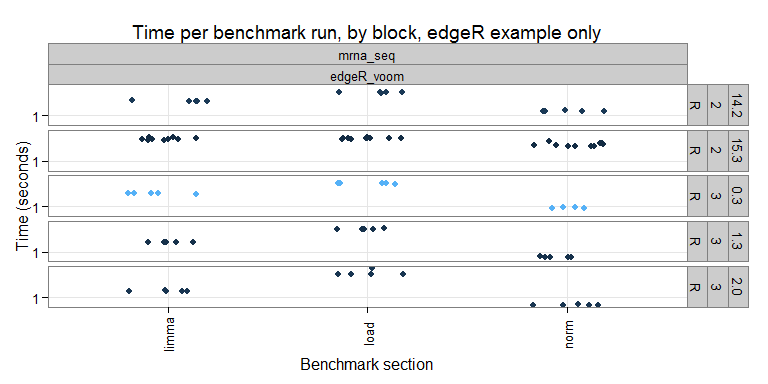 Time per benchmark run, by block, edgeR example only
mrna_seq
edgeR_voom
Time (seconds)
1
R
2
14.2
1
R
2
15.3
1
R
3
0.3
1
R
3
1.3
1
R
3
2.0
limma
load
norm
Benchmark section